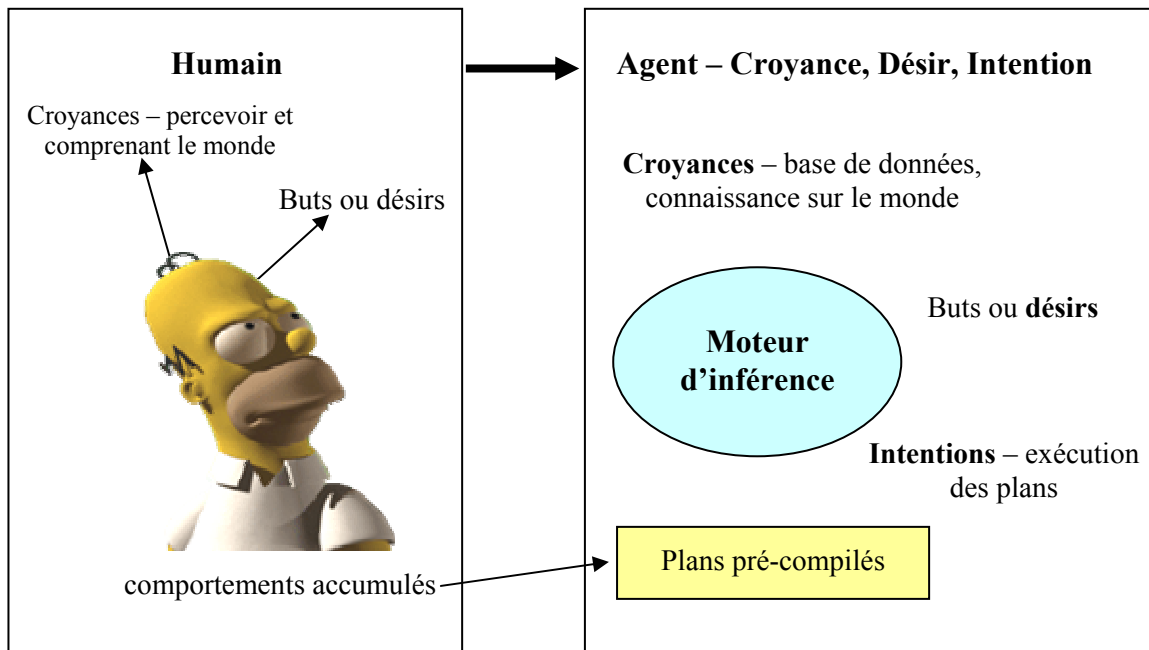 Humain
Croyances – percevoir et
comprenant le monde
Buts ou désirs
comportements accumulés
Agent – Croyance, Désir, Intention
Croyances – base de données,
connaissance sur le monde
Moteur
d’inférence
Buts ou désirs
Intentions – exécution
des plans
Plans pré-compilés